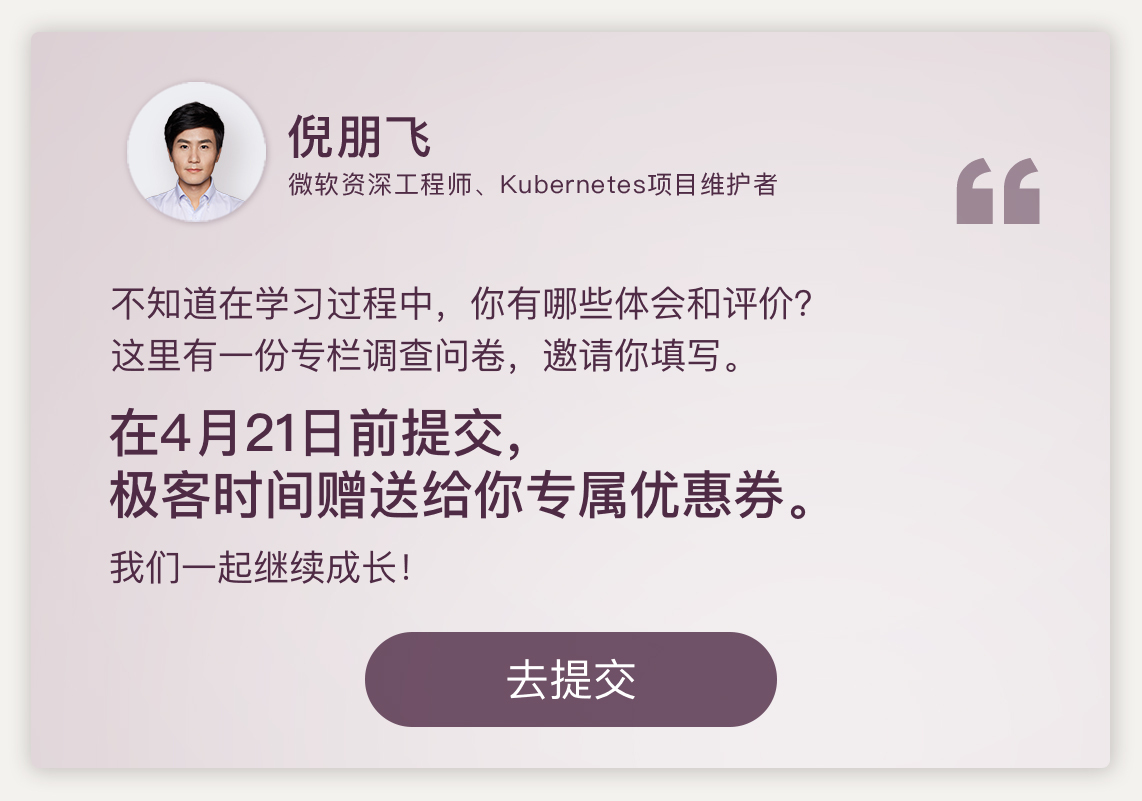 倪朋飞
微软资深工程师、Kubernetes项目维护者
不知道在学习过程中，你有哪些体会和评价？
这里有一份专栏调查问卷，邀请你填写。
在4月21日前提交，
极客时间赠送给你专属优惠券。
我们一起继续成长！
去提交